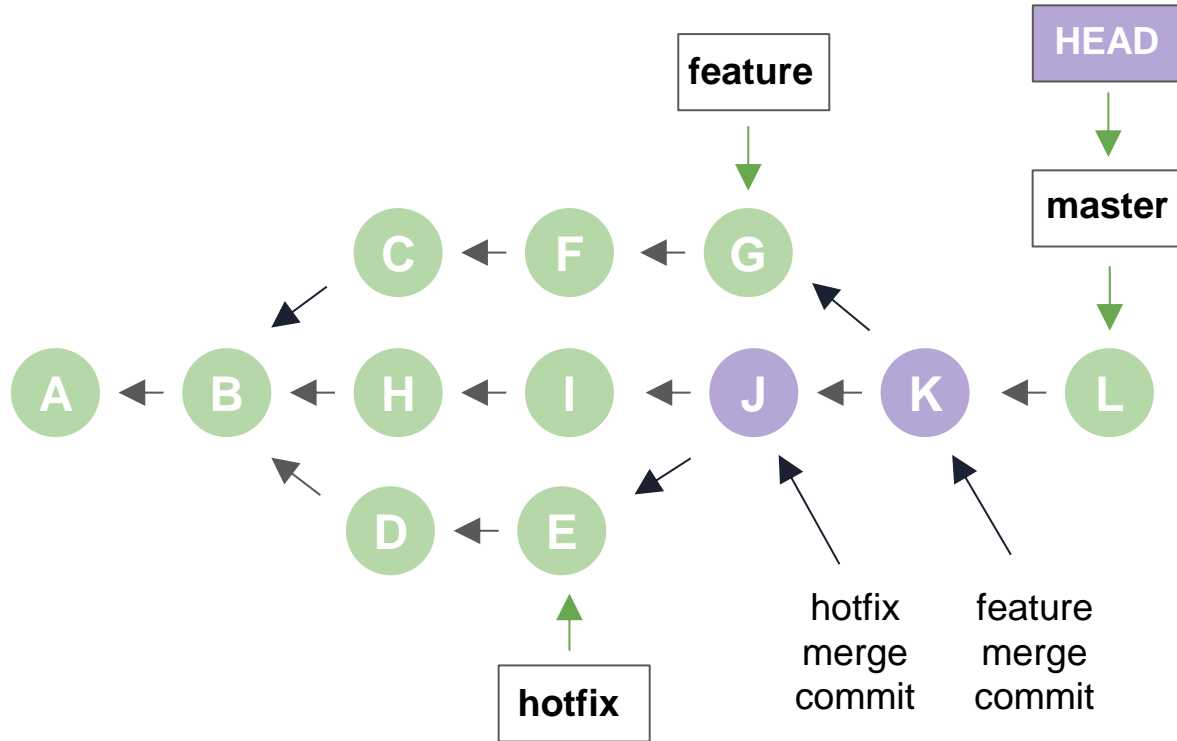 HEAD
feature
master
C F G
A B H I J K L
D E
hotfix
merge
commit
feature
merge
commit
hotfix